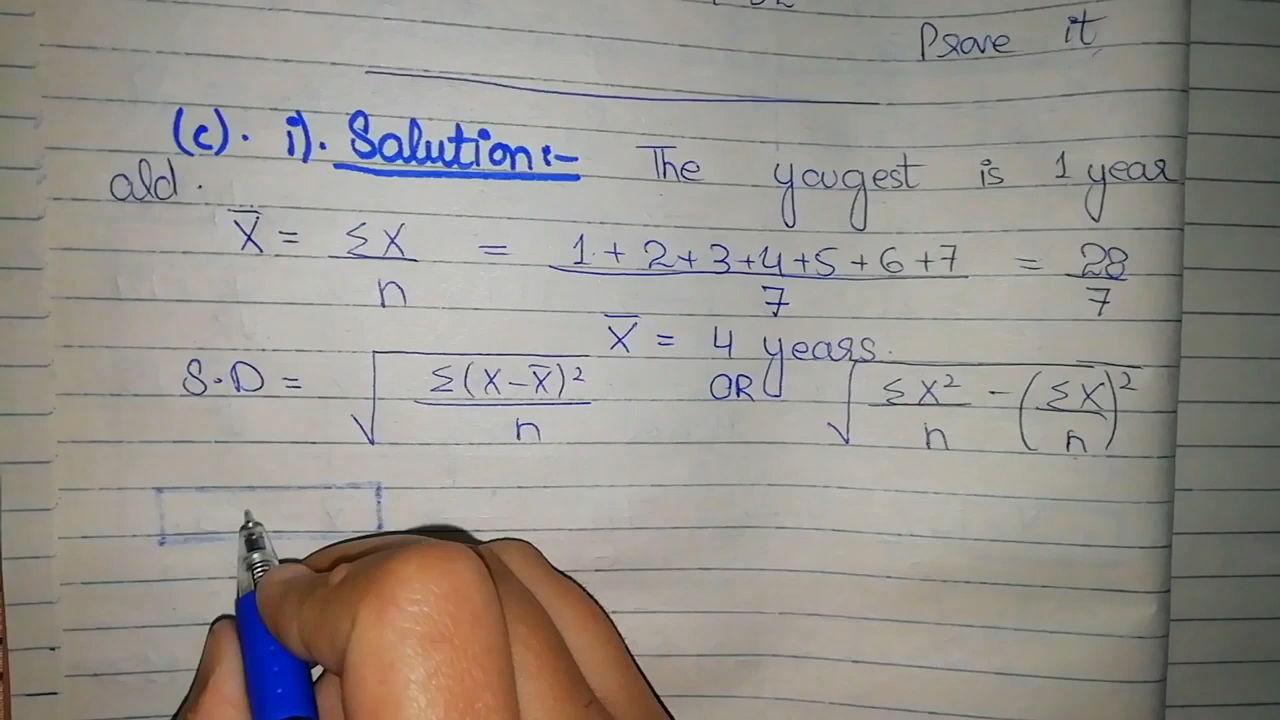 Prove it
(c). i). Salution:- The yougest is 1 year
ald.
X̄ = ΣX/n = 1+2+3+4+5+6+7/7 = 28/7
X̄ = 4 years.
S.D = √(Σ(X-X̄)²/n) OR √(ΣX²/n - (ΣX/n)²)